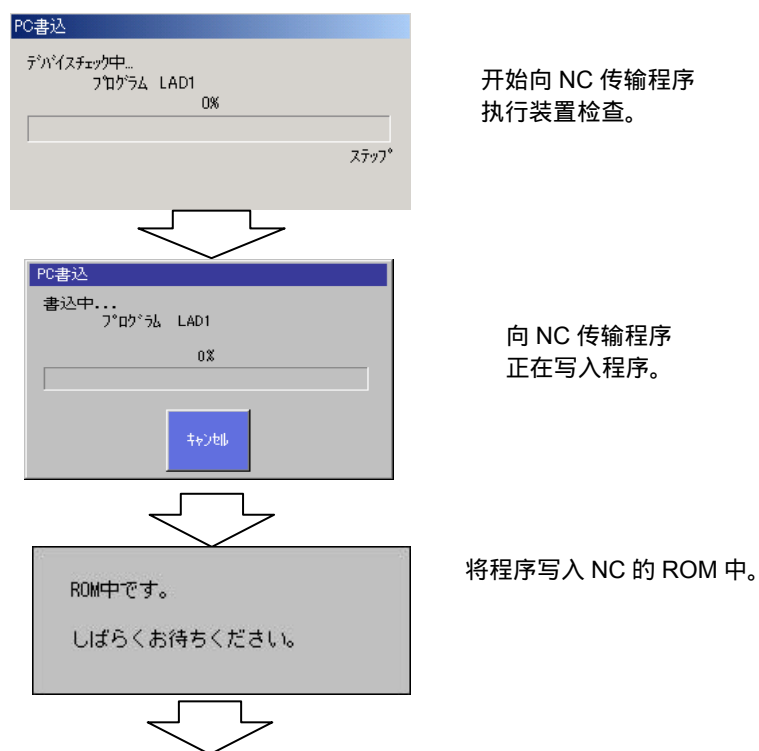 PC書込
ﾃﾞﾊﾞｲｽﾁｪｯｸ中...
ﾌﾟﾛｸﾞﾗﾑ LAD1
0%
ｽﾃｯﾌﾟ
开始向 NC 传输程序
执行装置检查。
PC書込
書込中...
ﾌﾟﾛｸﾞﾗﾑ LAD1
0%
ｷｬﾝｾﾙ
向 NC 传输程序
正在写入程序。
ROM中です。
しばらくお待ちください。
将程序写入 NC 的 ROM 中。